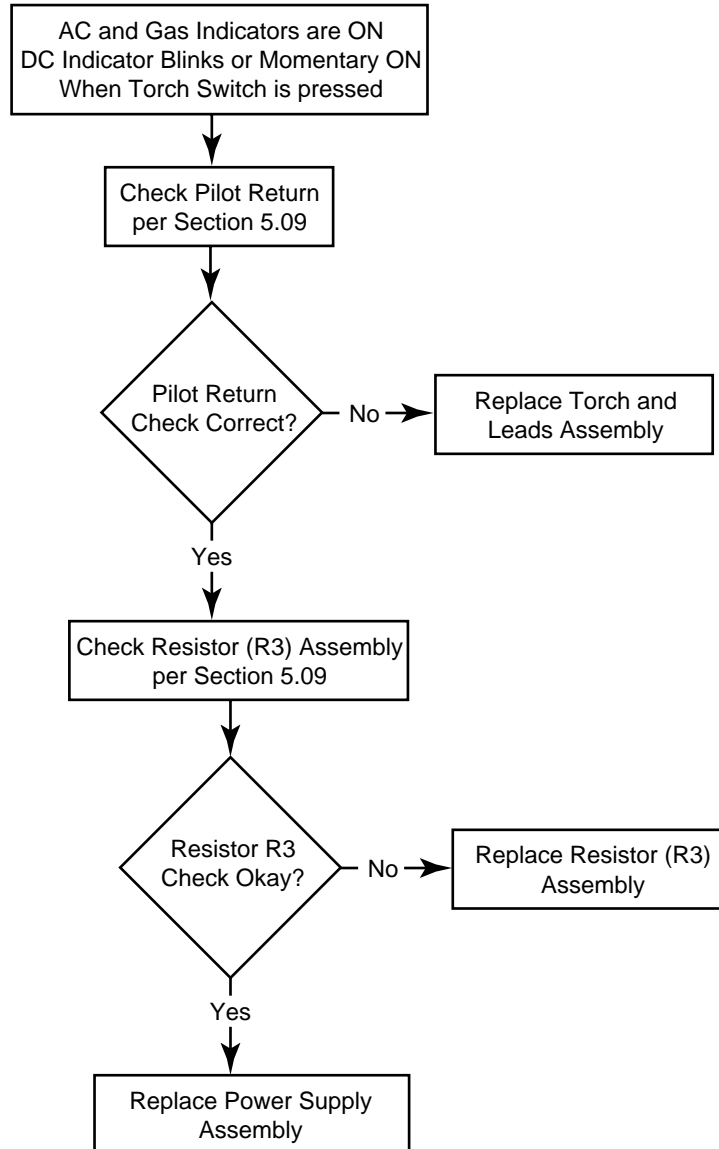 AC and Gas Indicators are ON
DC Indicator Blinks or Momentary ON
When Torch Switch is pressed
Check Pilot Return
per Section 5.09
Pilot Return
Check Correct?
No
Replace Torch and
Leads Assembly
Yes
Check Resistor (R3) Assembly
per Section 5.09
Resistor R3
Check Okay?
No
Replace Resistor (R3)
Assembly
Yes
Replace Power Supply
Assembly